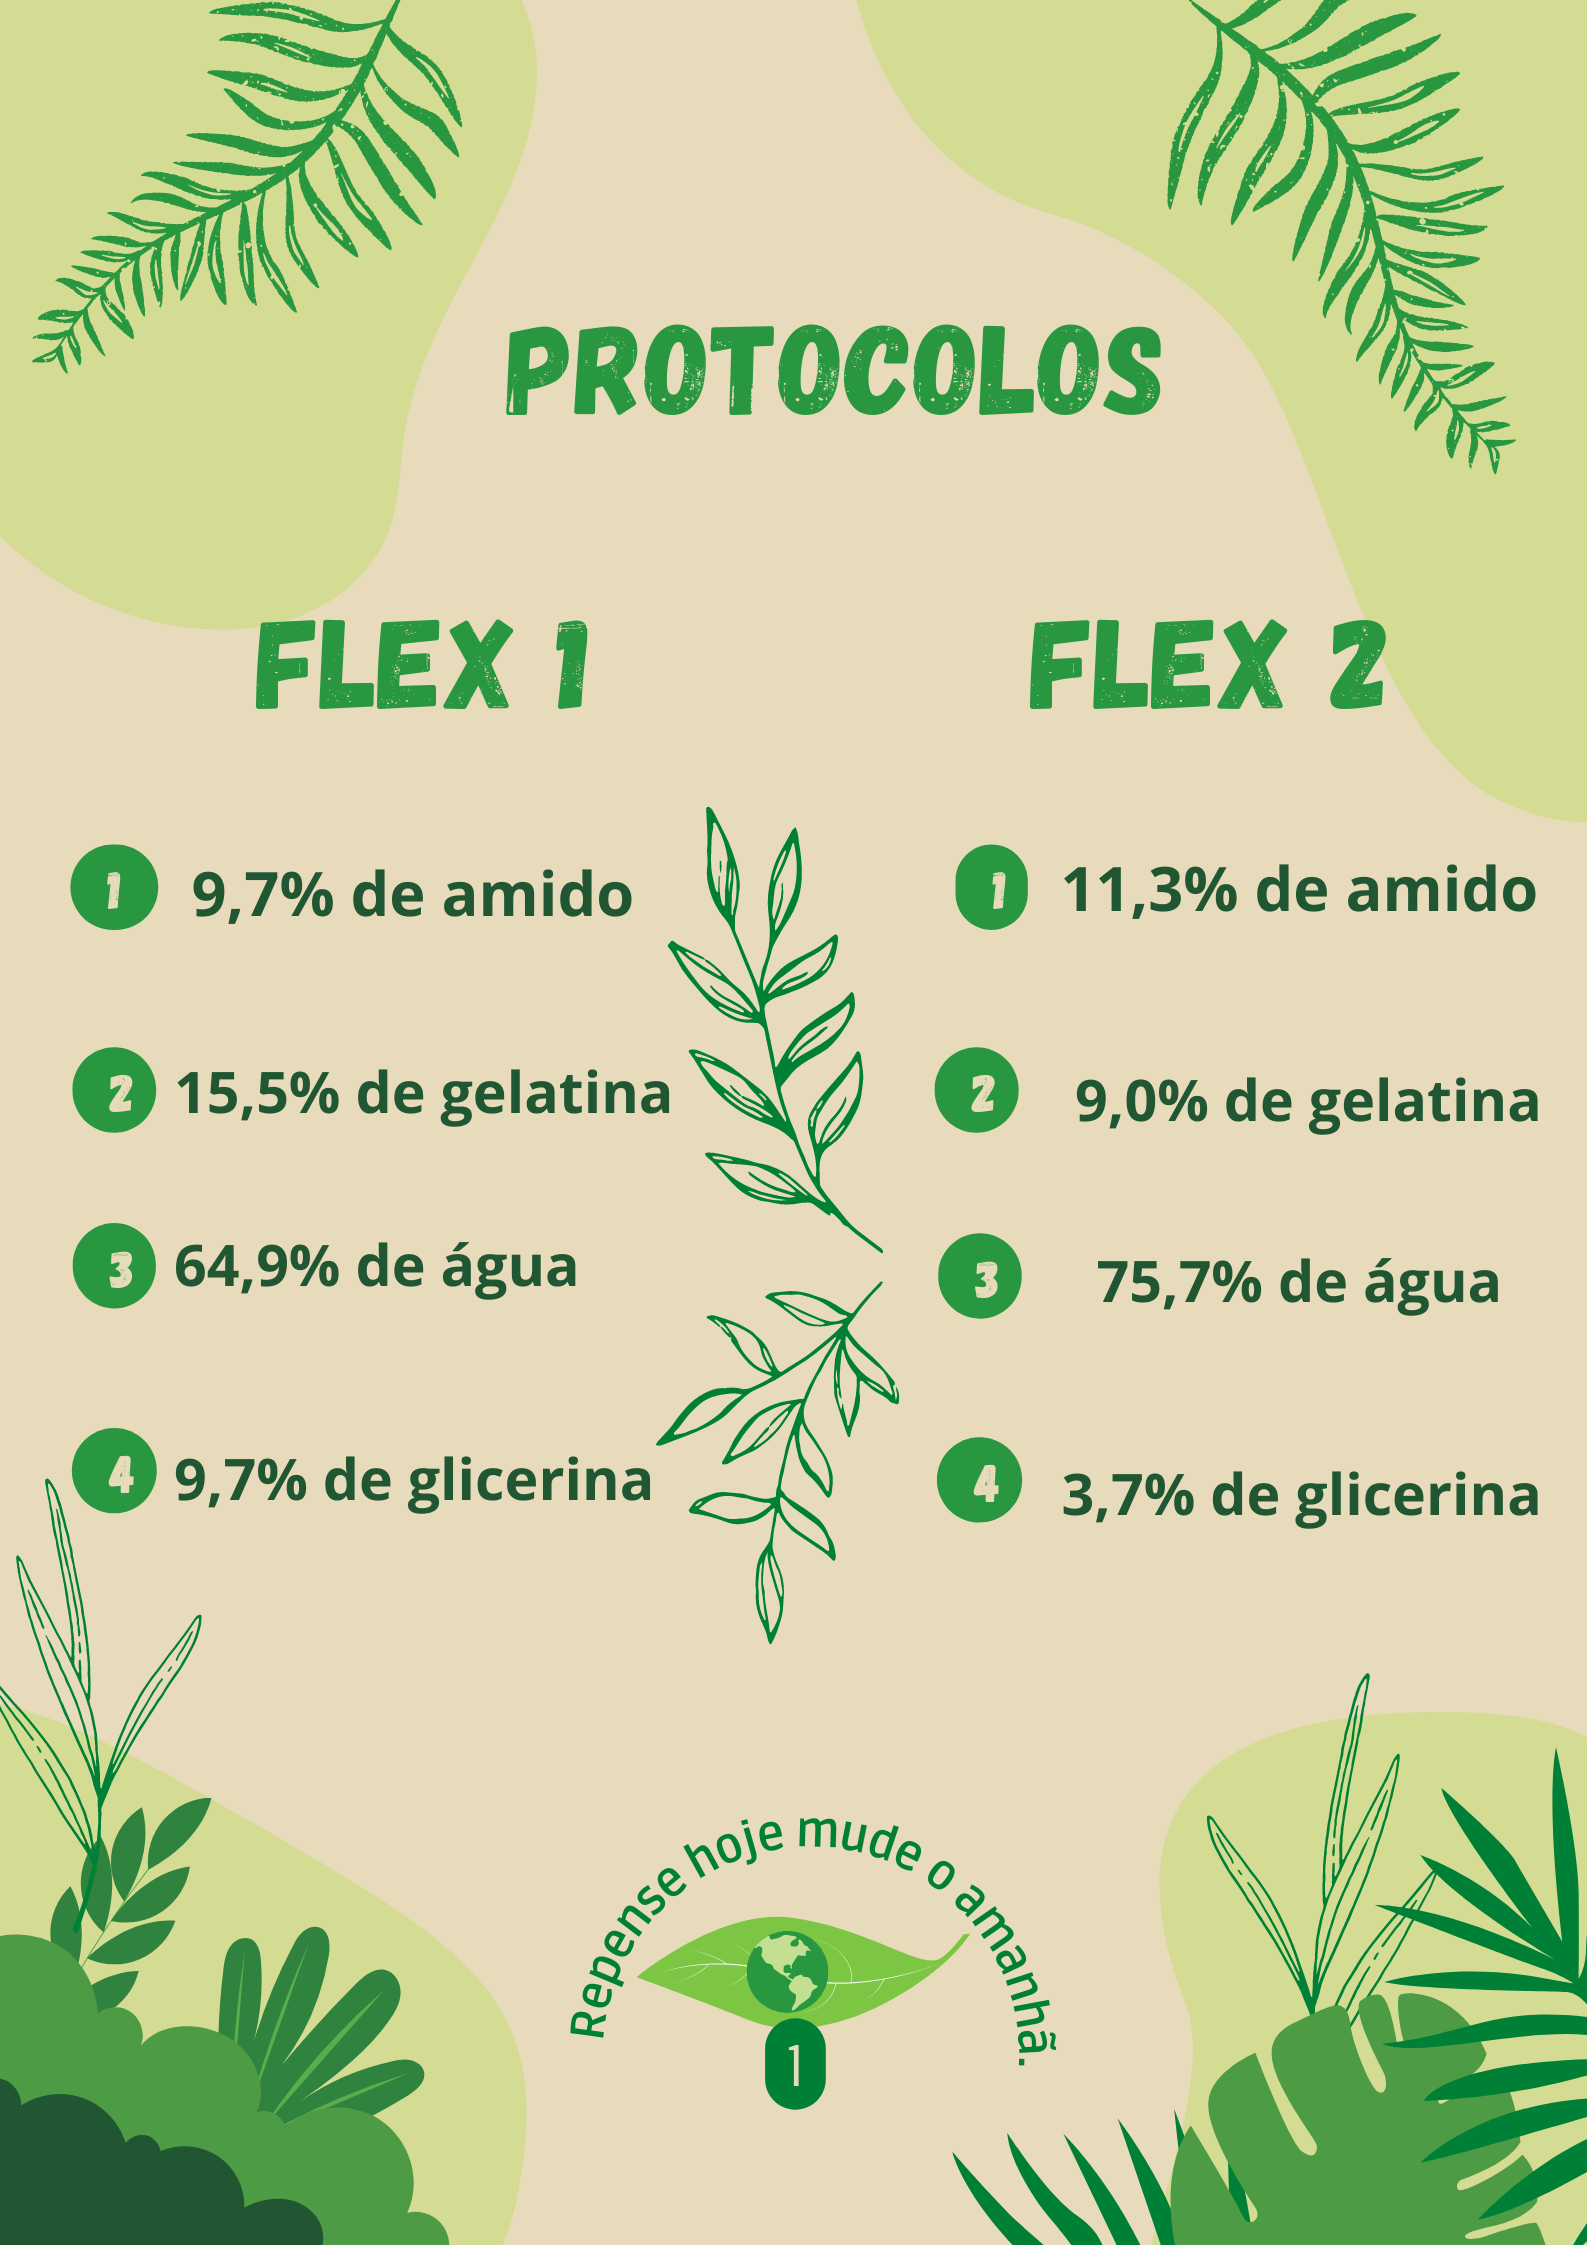 PROTOCOLOS
FLEX 1
1 9,7% de amido
2 15,5% de gelatina
3 64,9% de água
4 9,7% de glicerina
FLEX 2
1 11,3% de amido
2 9,0% de gelatina
3 75,7% de água
4 3,7% de glicerina
Repense hoje mude o amanhã.
1